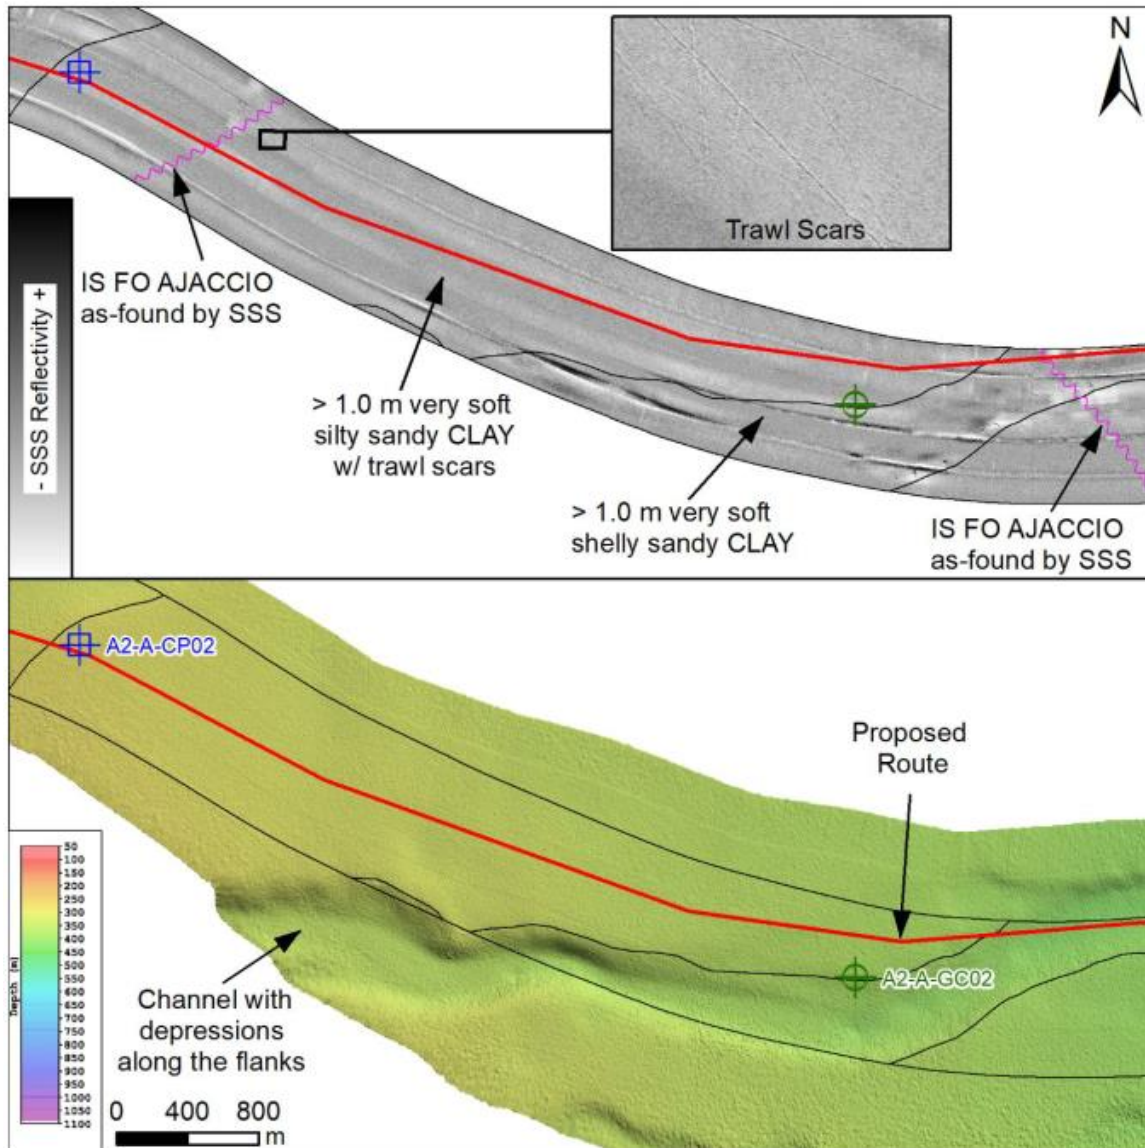 N
Trawl Scars
IS FO AJACCIO
as-found by SSS
- SSS Reflectivity +
> 1.0 m very soft
silty sandy CLAY
w/ trawl scars
> 1.0 m very soft
shelly sandy CLAY
IS FO AJACCIO
as-found by SSS
A2-A-CP02
Proposed
Route
A2-A-GC02
Channel with
depressions
along the flanks
Depth (m)
50
100
150
200
250
300
350
400
450
500
550
600
650
700
750
800
850
900
950
1000
1050
1100
0 400 800
m